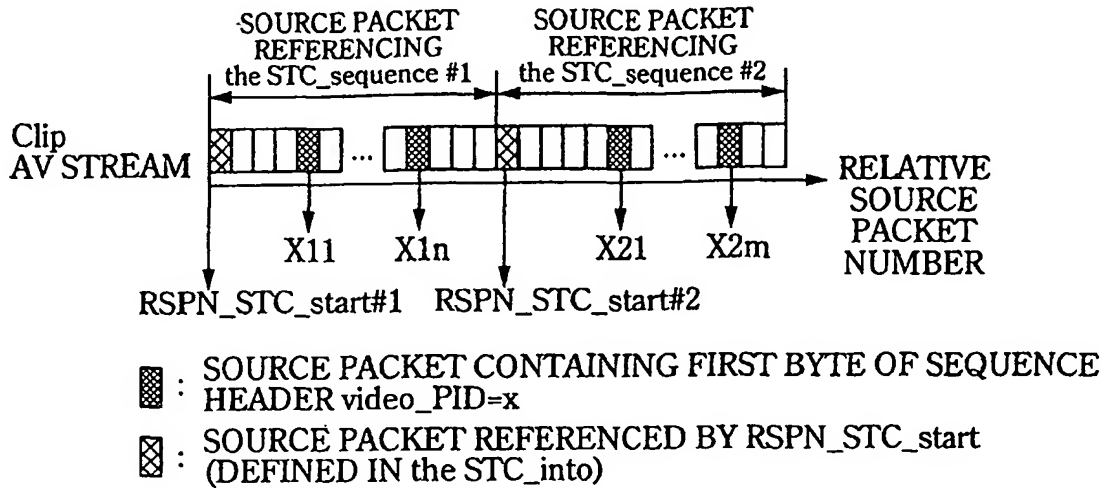 SOURCE PACKET
REFERENCING
the STC_sequence #1
SOURCE PACKET
REFERENCING
the STC_sequence #2
Clip
AV STREAM
...
...
RELATIVE
SOURCE
PACKET
NUMBER
X11
X1n
X21
X2m
RSPN_STC_start#1
RSPN_STC_start#2
: SOURCE PACKET CONTAINING FIRST BYTE OF SEQUENCE
HEADER video_PID=x
: SOURCE PACKET REFERENCED BY RSPN_STC_start
(DEFINED IN the STC_into)